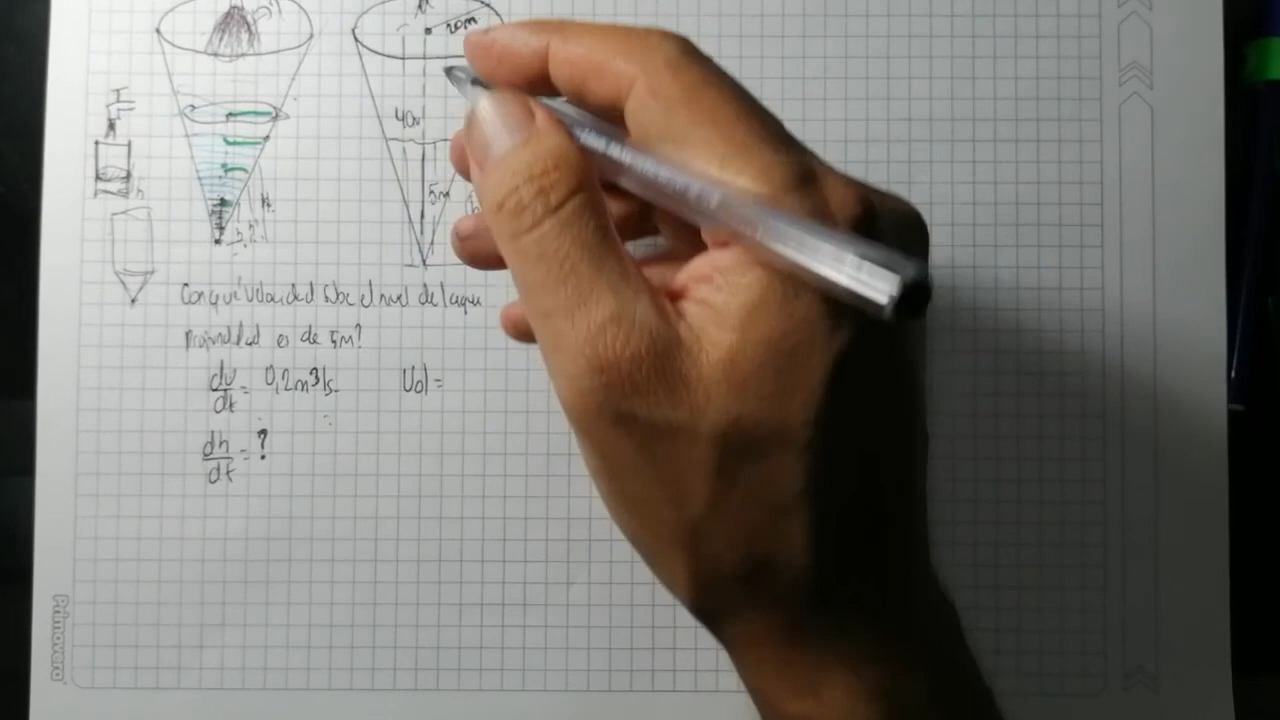 20m
40m
5m
h
Con qué velocidad sube el nivel del agua
profundidad es de 5m?
dv/dt = 0,2m³/s
Vol =
dh/dt = ?
Primavera